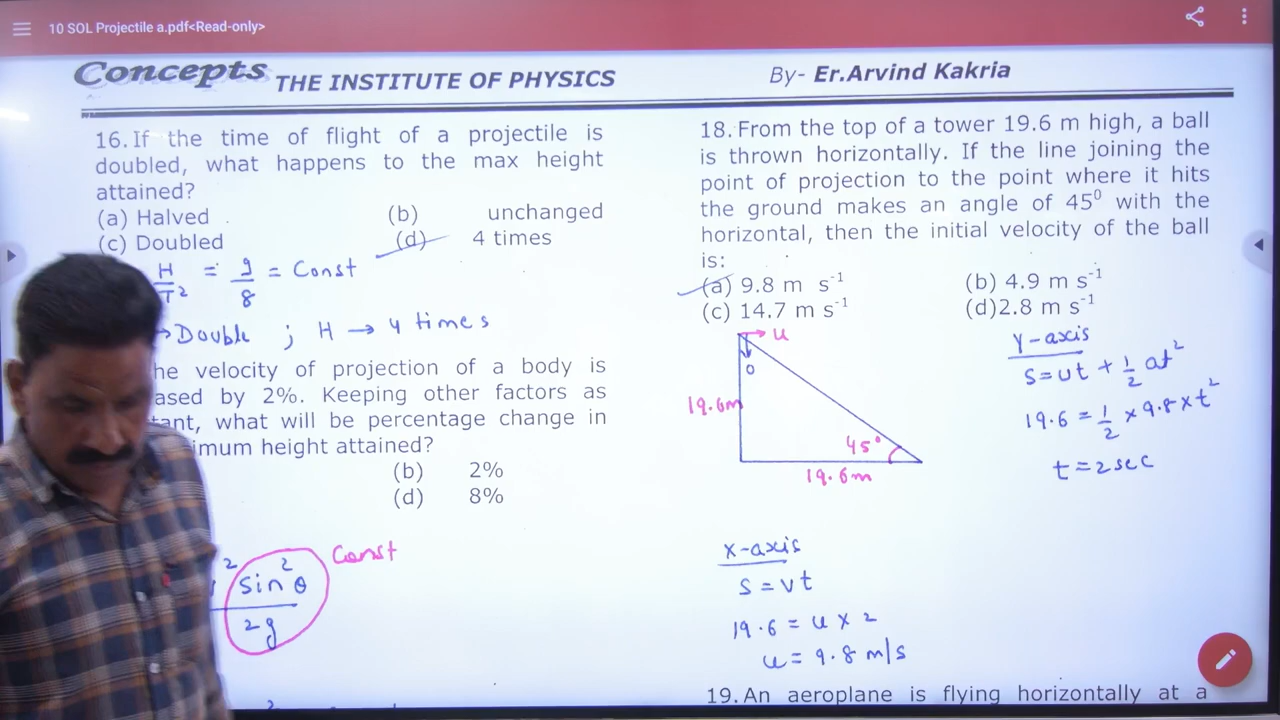 10 SOL Projectile a.pdf<Read-only>
Concepts THE INSTITUTE OF PHYSICS
By- Er.Arvind Kakria
16. If the time of flight of a projectile is
doubled, what happens to the max height
attained?
(a) Halved (b) unchanged
(c) Doubled (d) 4 times
H/T² = g/8 = Const
→ Double ; H → 4 times
he velocity of projection of a body is
ased by 2%. Keeping other factors as
tant, what will be percentage change in
imum height attained?
(b) 2%
(d) 8%
² sin²θ
2g
Const
18. From the top of a tower 19.6 m high, a ball
is thrown horizontally. If the line joining the
point of projection to the point where it hits
the ground makes an angle of 45⁰ with the
horizontal, then the initial velocity of the ball
is:
(a) 9.8 m s⁻¹ (b) 4.9 m s⁻¹
(c) 14.7 m s⁻¹ (d)2.8 m s⁻¹
u
0
19.6m
45°
19.6m
Y-axis
s=ut + 1/2 at²
19.6 = 1/2 × 9.8 × t²
t = 2 sec
X-axis
s = vt
19.6 = u × 2
u = 9.8 m/s
19. An aeroplane is flying horizontally at a